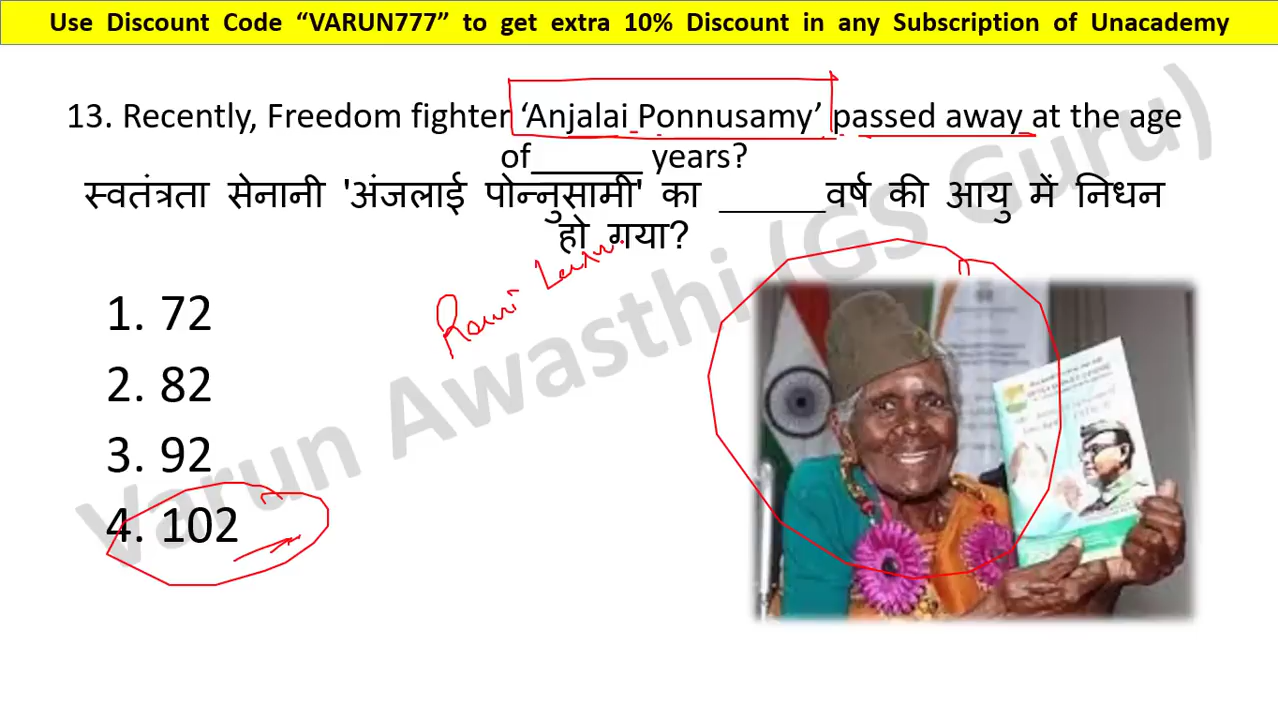 Use Discount Code “VARUN777” to get extra 10% Discount in any Subscription of Unacademy
13. Recently, Freedom fighter ‘Anjalai Ponnusamy’ passed away at the age
of______ years?
स्वतंत्रता सेनानी 'अंजलाई पोन्नुसामी' का ______वर्ष की आयु में निधन
हो गया?
1. 72
2. 82
3. 92
4. 102
Varun Awasthi (GS Guru)